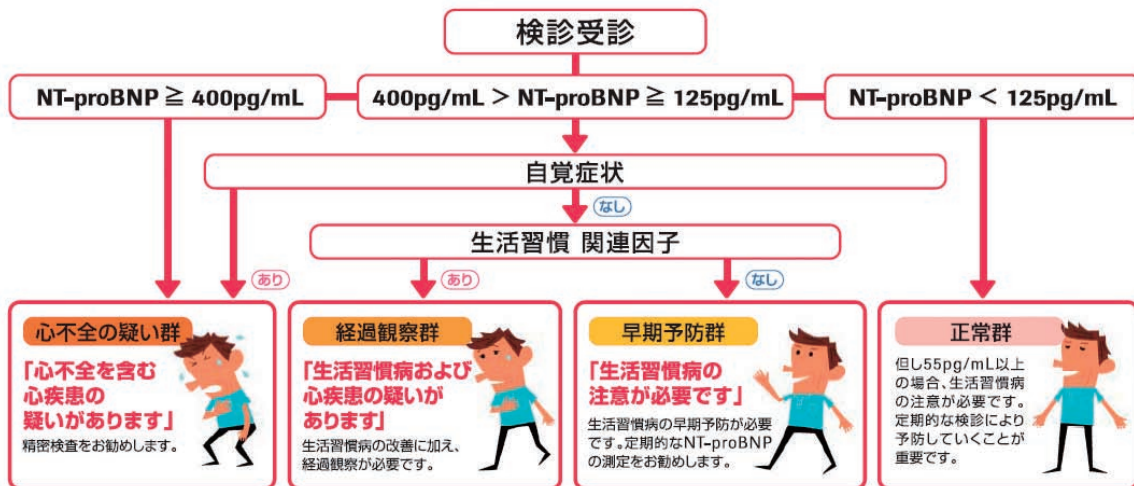 検診受診
NT-proBNP ≧ 400pg/mL
400pg/mL > NT-proBNP ≧ 125pg/mL
NT-proBNP < 125pg/mL
自覚症状
なし
生活習慣 関連因子
あり
あり
なし
心不全の疑い群
「心不全を含む
心疾患の
疑いがあります」
精密検査をお勧めします。
経過観察群
「生活習慣病および
心疾患の疑いが
あります」
生活習慣病の改善に加え、
経過観察が必要です。
早期予防群
「生活習慣病の
注意が必要です」
生活習慣病の早期予防が必要
です。定期的なNT-proBNP
の測定をお勧めします。
正常群
但し55pg/mL以上
の場合、生活習慣病
の注意が必要です。
定期的な検診により
予防していくことが
重要です。